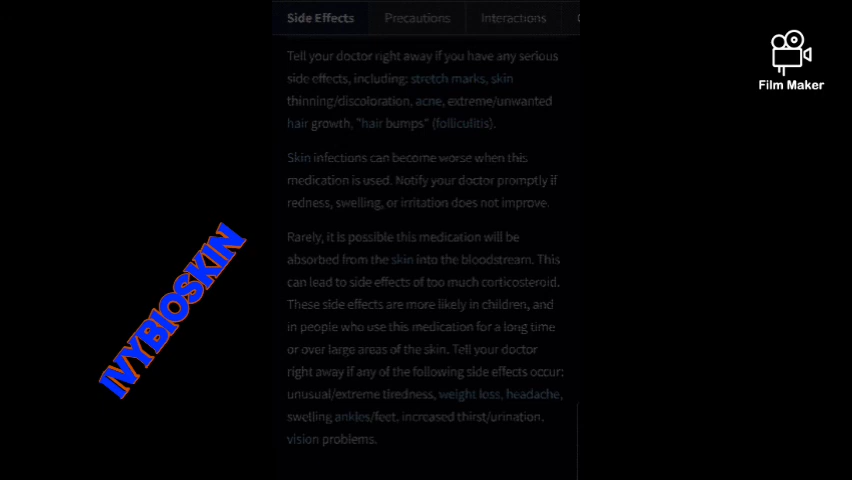 Side Effects Precautions Interactions
Tell your doctor right away if you have any serious
side effects, including: stretch marks, skin
thinning/discoloration, acne, extreme/unwanted
hair growth, "hair bumps" (folliculitis).
Skin infections can become worse when this
medication is used. Notify your doctor promptly if
redness, swelling, or irritation does not improve.
Rarely, it is possible this medication will be
absorbed from the skin into the bloodstream. This
can lead to side effects of too much corticosteroid.
These side effects are more likely in children, and
in people who use this medication for a long time
or over large areas of the skin. Tell your doctor
right away if any of the following side effects occur:
unusual/extreme tiredness, weight loss, headache,
swelling ankles/feet, increased thirst/urination,
vision problems.
IVYBIOSKIN
Film Maker